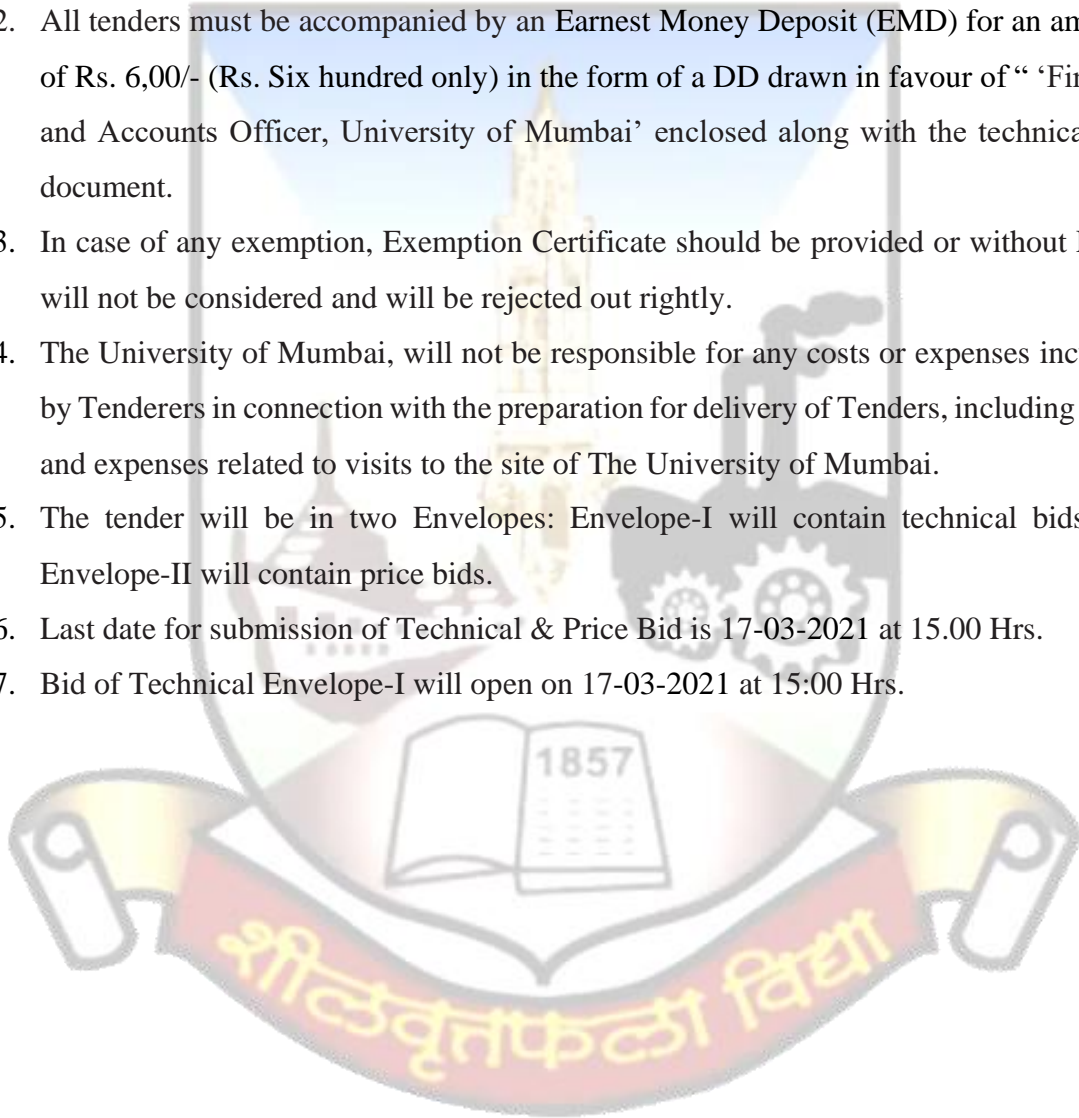 2. All tenders must be accompanied by an Earnest Money Deposit (EMD) for an am
of Rs. 6,00/- (Rs. Six hundred only) in the form of a DD drawn in favour of “ ‘Fin
and Accounts Officer, University of Mumbai’ enclosed along with the technica
document.
3. In case of any exemption, Exemption Certificate should be provided or without
will not be considered and will be rejected out rightly.
4. The University of Mumbai, will not be responsible for any costs or expenses inc
by Tenderers in connection with the preparation for delivery of Tenders, including
and expenses related to visits to the site of The University of Mumbai.
5. The tender will be in two Envelopes: Envelope-I will contain technical bids
Envelope-II will contain price bids.
6. Last date for submission of Technical & Price Bid is 17-03-2021 at 15.00 Hrs.
7. Bid of Technical Envelope-I will open on 17-03-2021 at 15:00 Hrs.
1857
शीलवृतफला विद्या